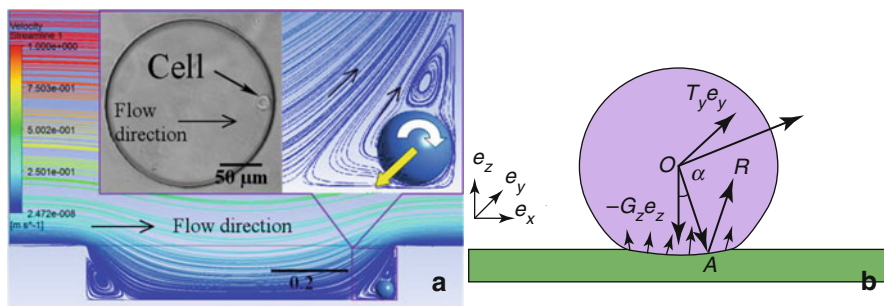 Velocity
Streamline 1
1.000e+000
7.503e-001
5.002e-001
2.501e-001
2.472e-008
[m s^-1]
Cell
Flow
direction
50 μm
Flow direction
0.2
a
e_z
e_y
e_x
T_y e_y
O
α
R
-G_z e_z
A
b